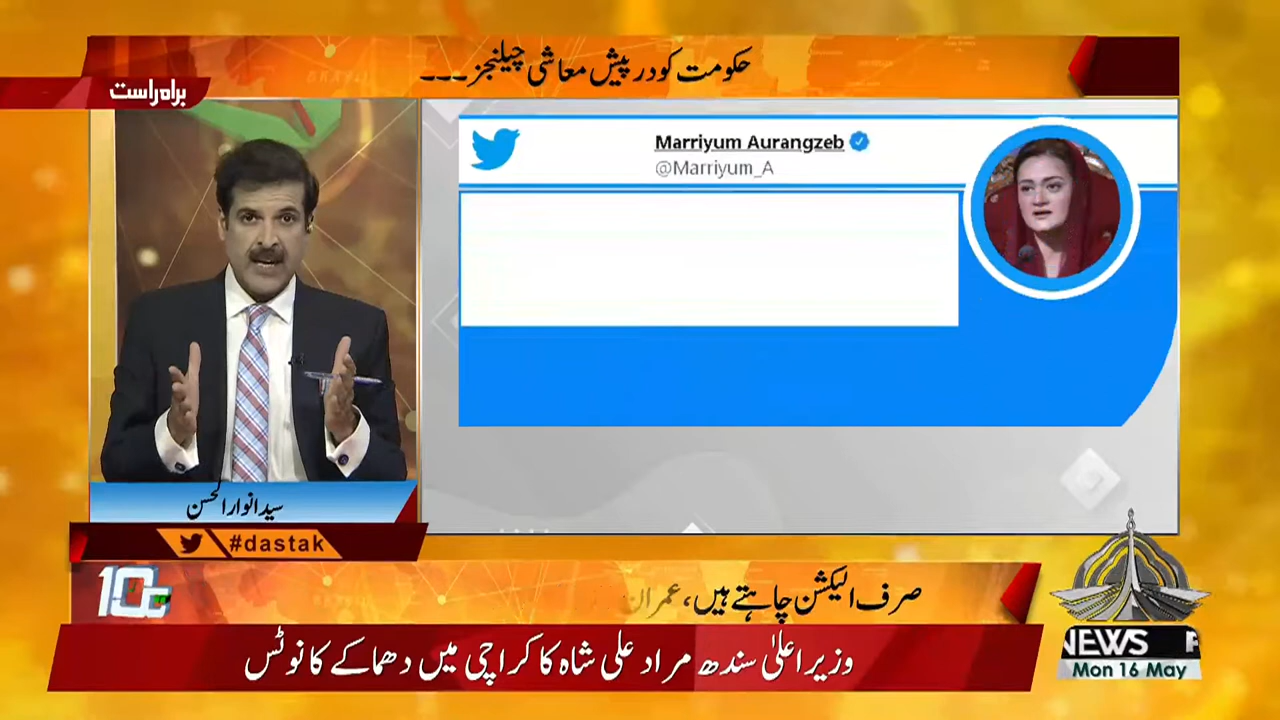 حکومت کو درپیش معاشی چیلنجز ---
براہ راست
Marriyum Aurangzeb
@Marriyum_A
سید انوار الحسن
#dastak
صرف الیکشن چاہتے ہیں، عمران
وزیراعلیٰ سندھ مراد علی شاہ کا کراچی میں دھماکے کا نوٹس
NEWS
Mon 16 May